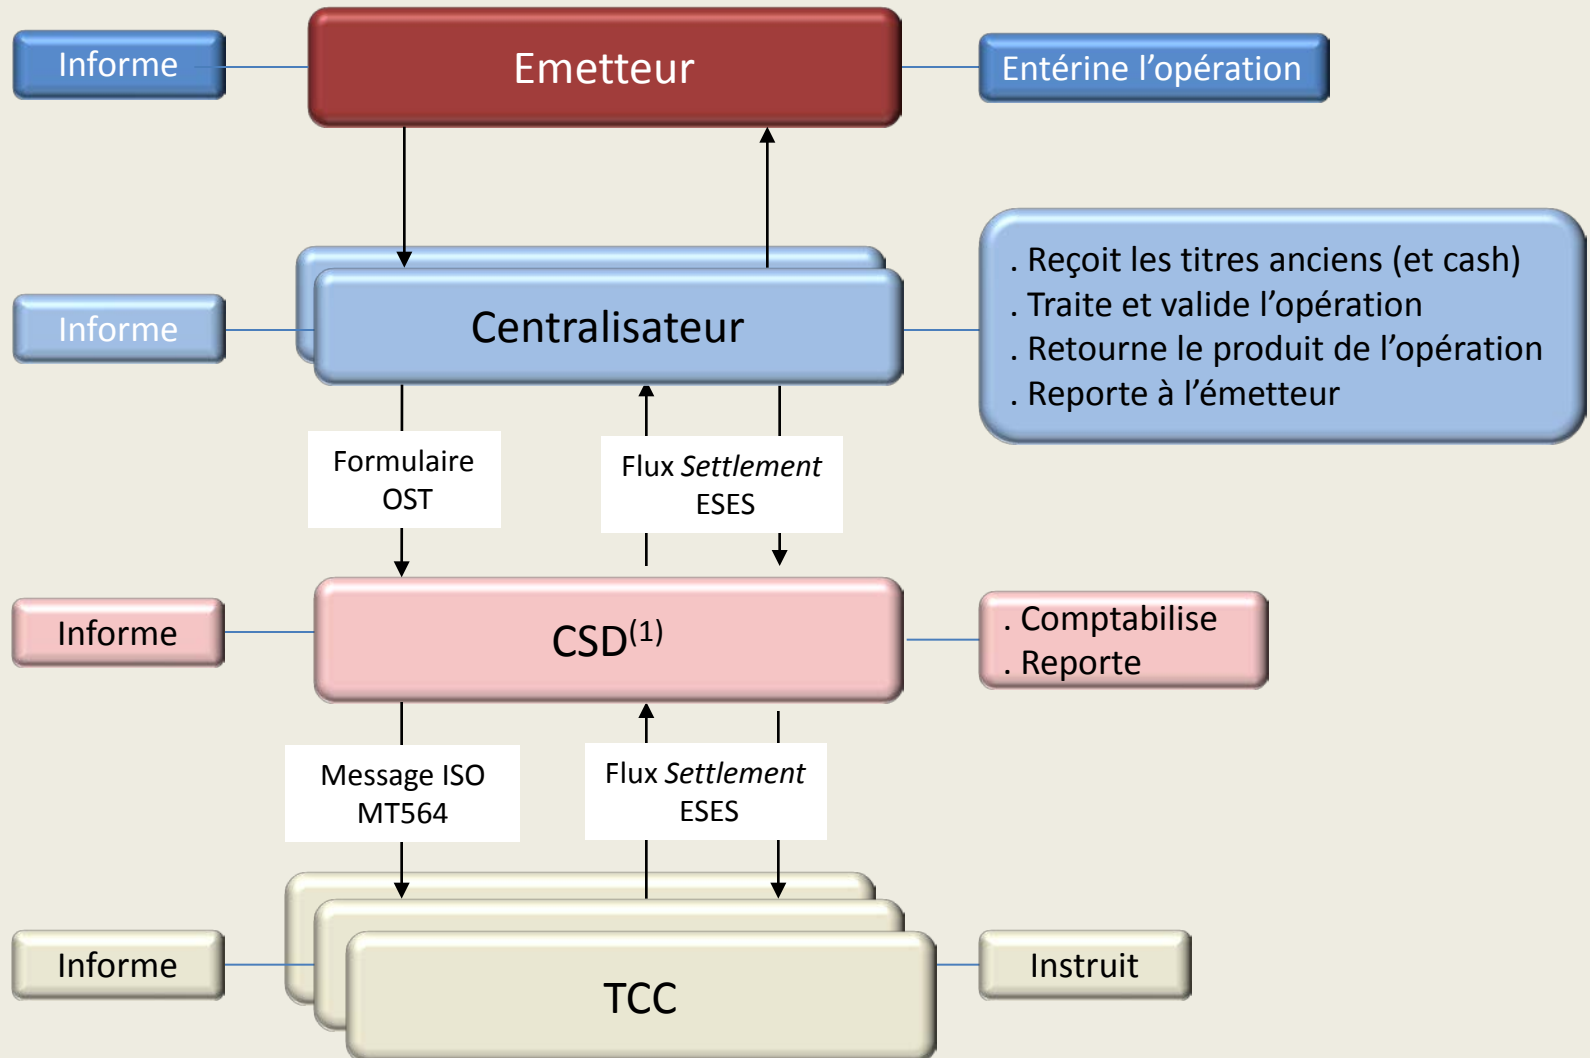 Informe
Emetteur
Entérine l’opération
Informe
Centralisateur
. Reçoit les titres anciens (et cash)
. Traite et valide l’opération
. Retourne le produit de l’opération
. Reporte à l’émetteur
Formulaire
OST
Flux Settlement
ESES
Informe
CSD(1)
. Comptabilise
. Reporte
Message ISO
MT564
Flux Settlement
ESES
Informe
TCC
Instruit